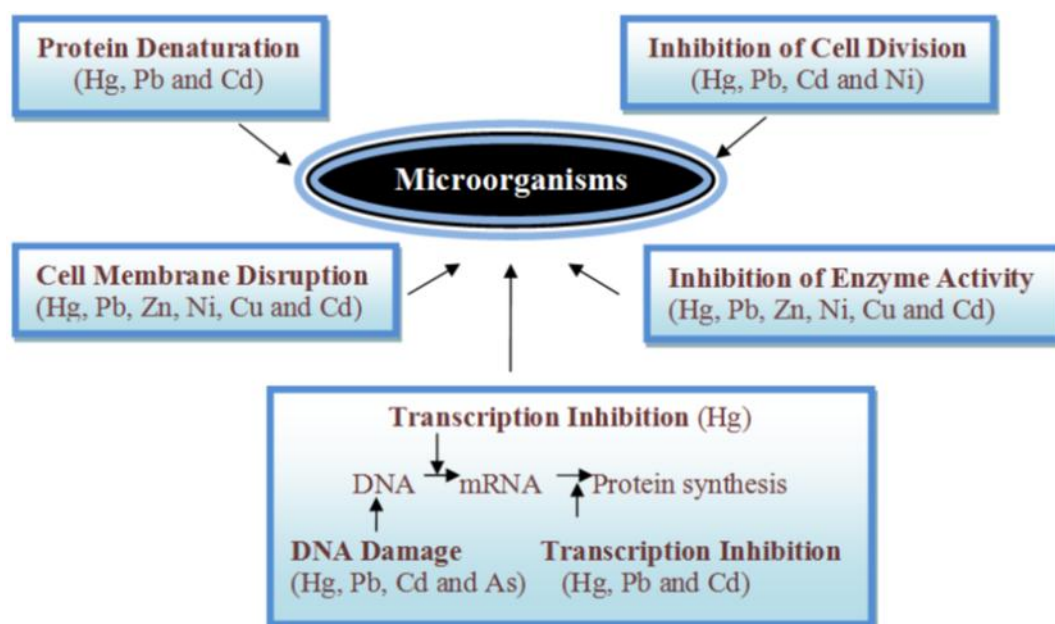 Protein Denaturation
(Hg, Pb and Cd)
Inhibition of Cell Division
(Hg, Pb, Cd and Ni)
Microorganisms
Cell Membrane Disruption
(Hg, Pb, Zn, Ni, Cu and Cd)
Inhibition of Enzyme Activity
(Hg, Pb, Zn, Ni, Cu and Cd)
Transcription Inhibition (Hg)
DNA mRNA Protein synthesis
DNA Damage
(Hg, Pb, Cd and As)
Transcription Inhibition
(Hg, Pb and Cd)